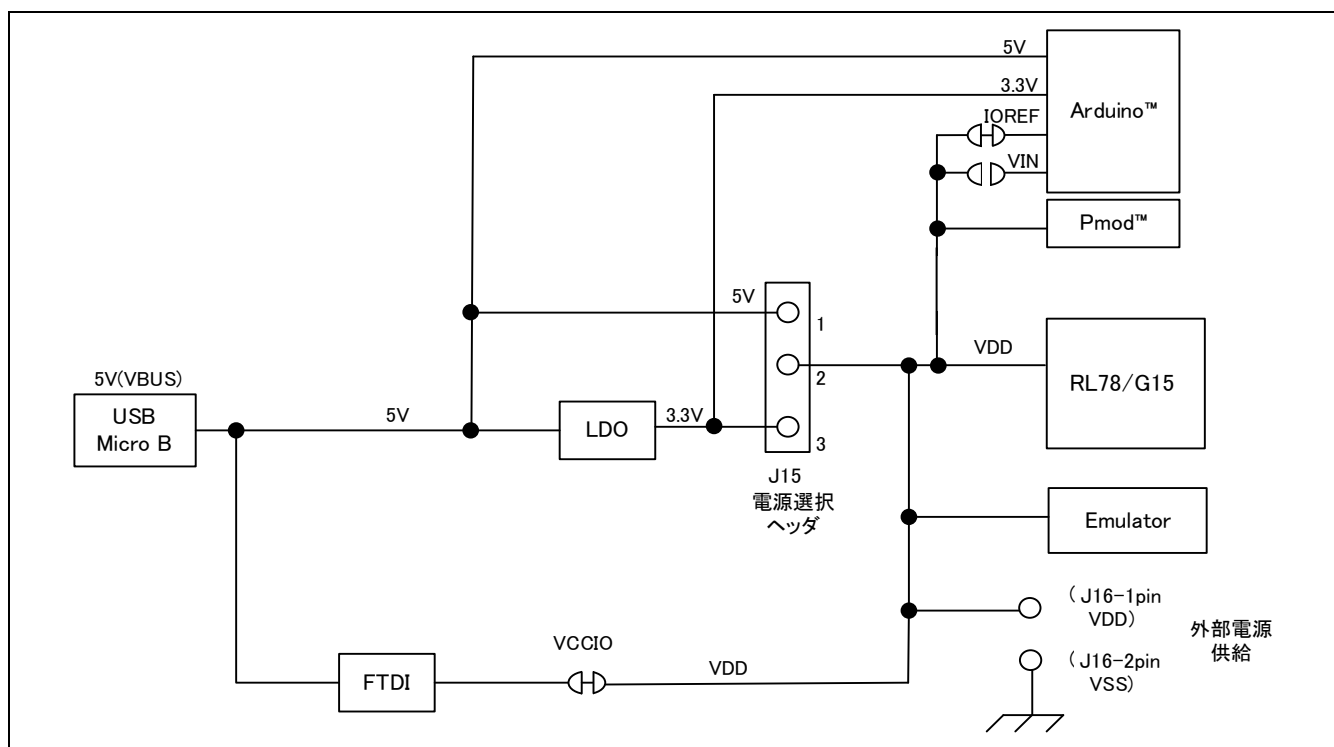 5V
3.3V
IOREF
VIN
Arduino™
Pmod™
5V
1
2
3
VDD
RL78/G15
5V(VBUS)
USB
Micro B
5V
LDO
3.3V
J15
電源選択
ヘッダ
Emulator
(J16-1pin
VDD)
外部電源
供給
(J16-2pin
VSS)
FTDI
VCCIO
VDD